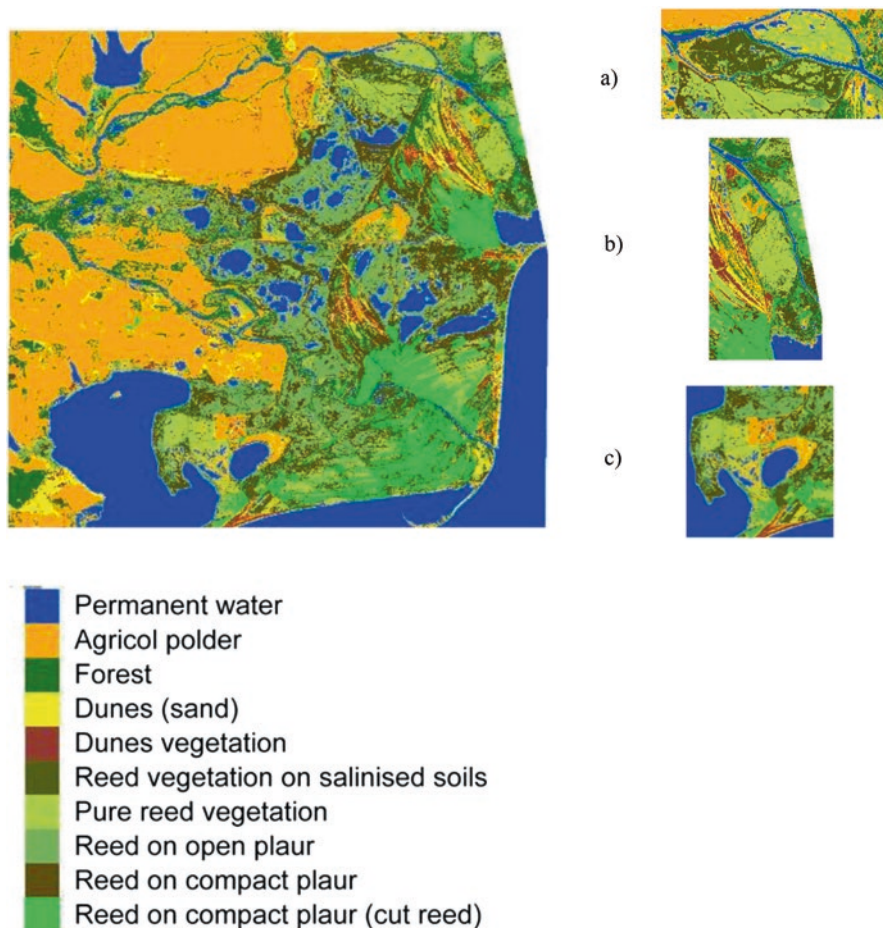 a)
b)
c)
Permanent water
Agricol polder
Forest
Dunes (sand)
Dunes vegetation
Reed vegetation on salinised soils
Pure reed vegetation
Reed on open plaur
Reed on compact plaur
Reed on compact plaur (cut reed)